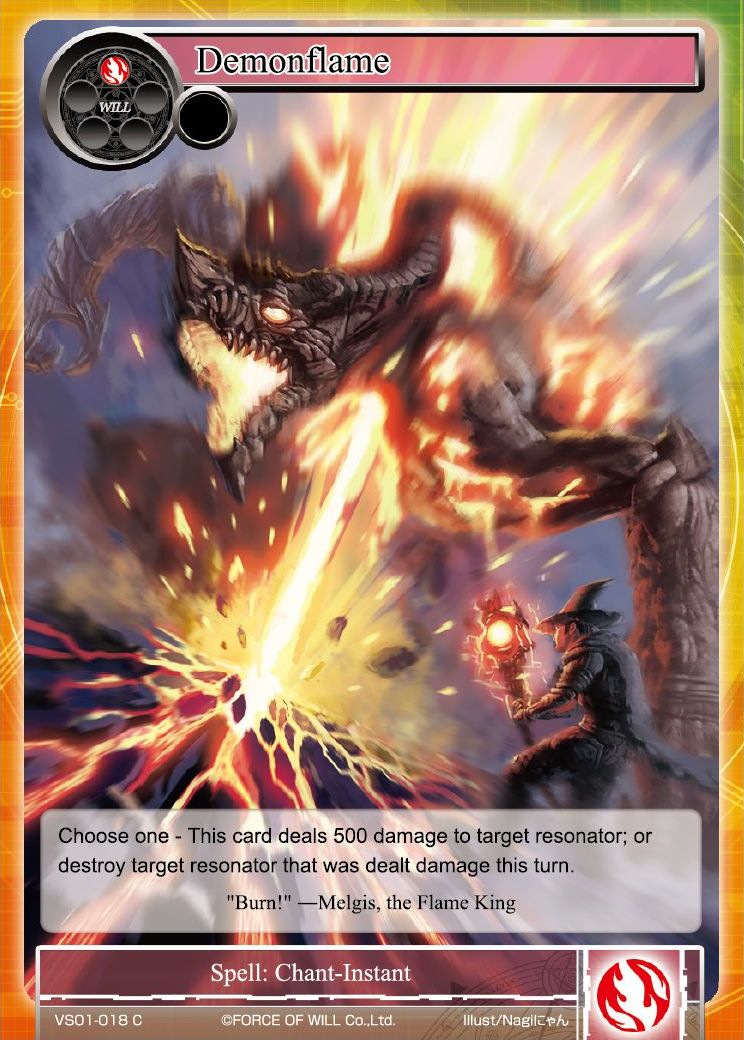 Demonflame
WILL
Choose one - This card deals 500 damage to target resonator; or
destroy target resonator that was dealt damage this turn.
"Burn!" —Melgis, the Flame King
Spell: Chant-Instant
VS01-018 C ©FORCE OF WILL Co.,Ltd. Illust/Nagilにゃん